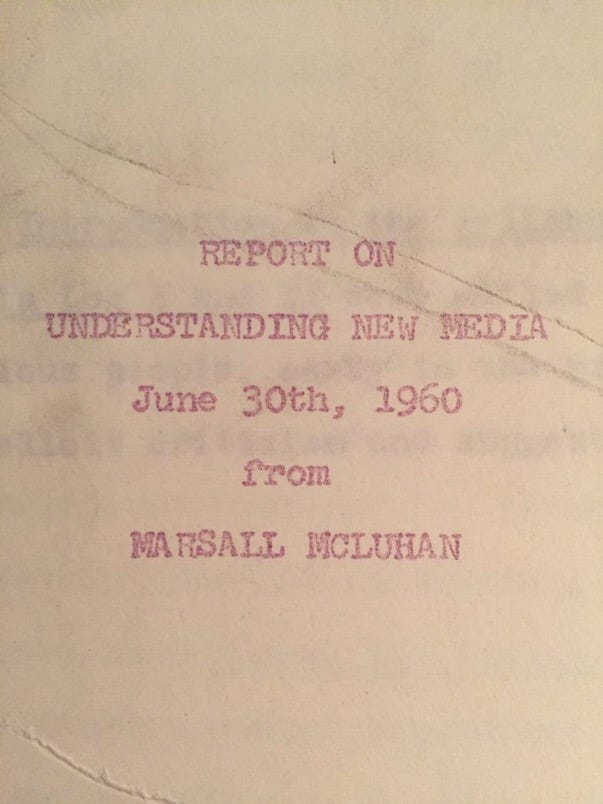 REPORT ON
UNDERSTANDING NEW MEDIA
June 30th, 1960
from
MARSALL MCLUHAN